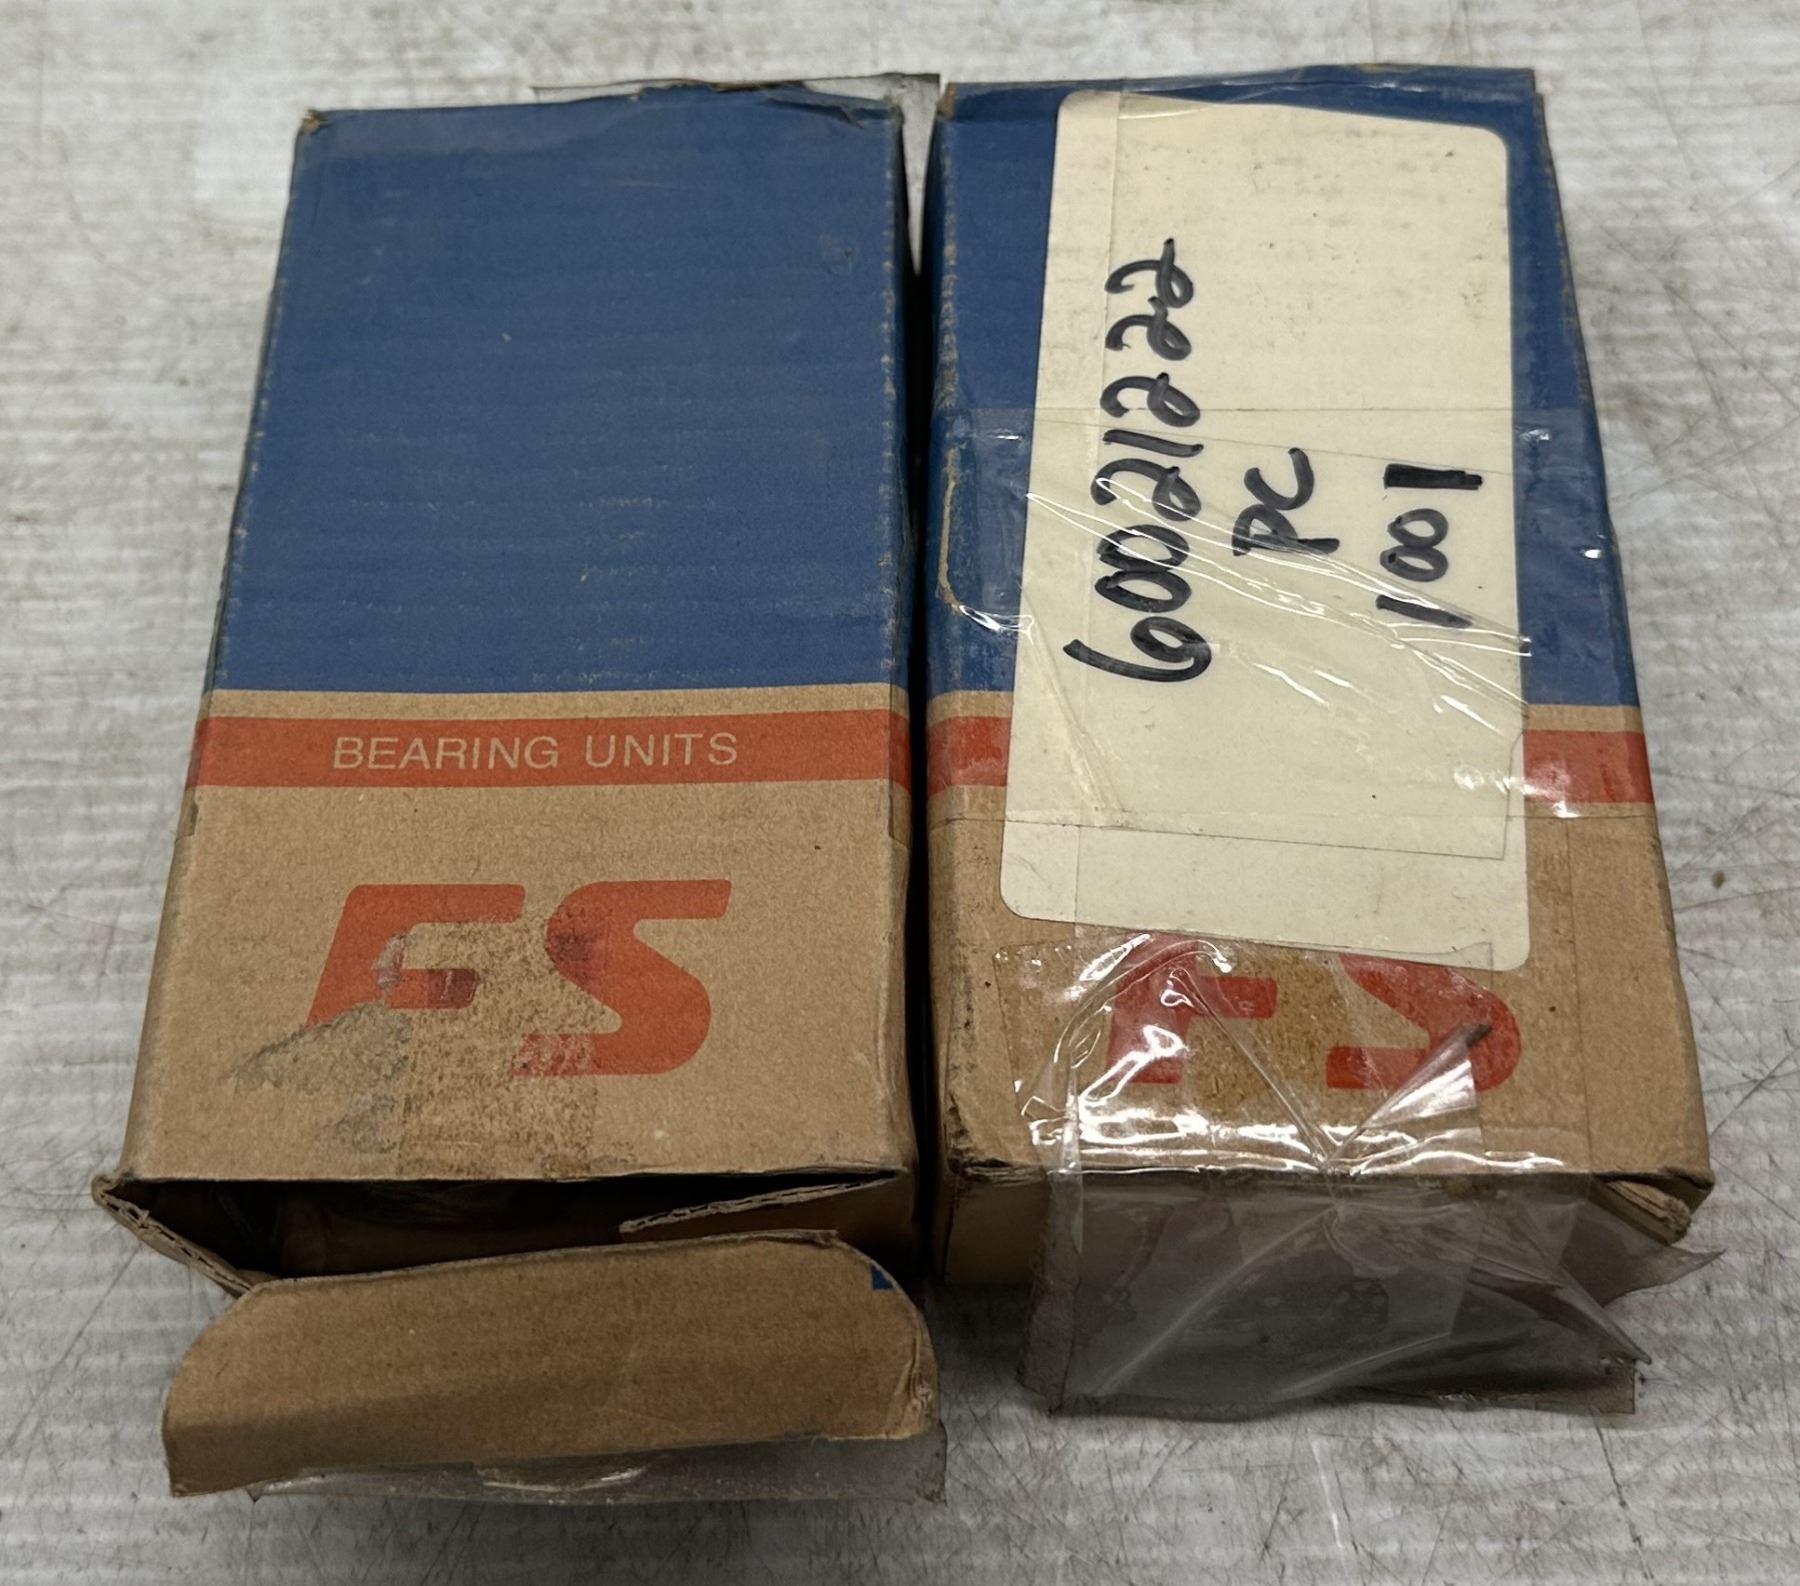 BEARING UNITS
FS
60021222
PC
1001
FS